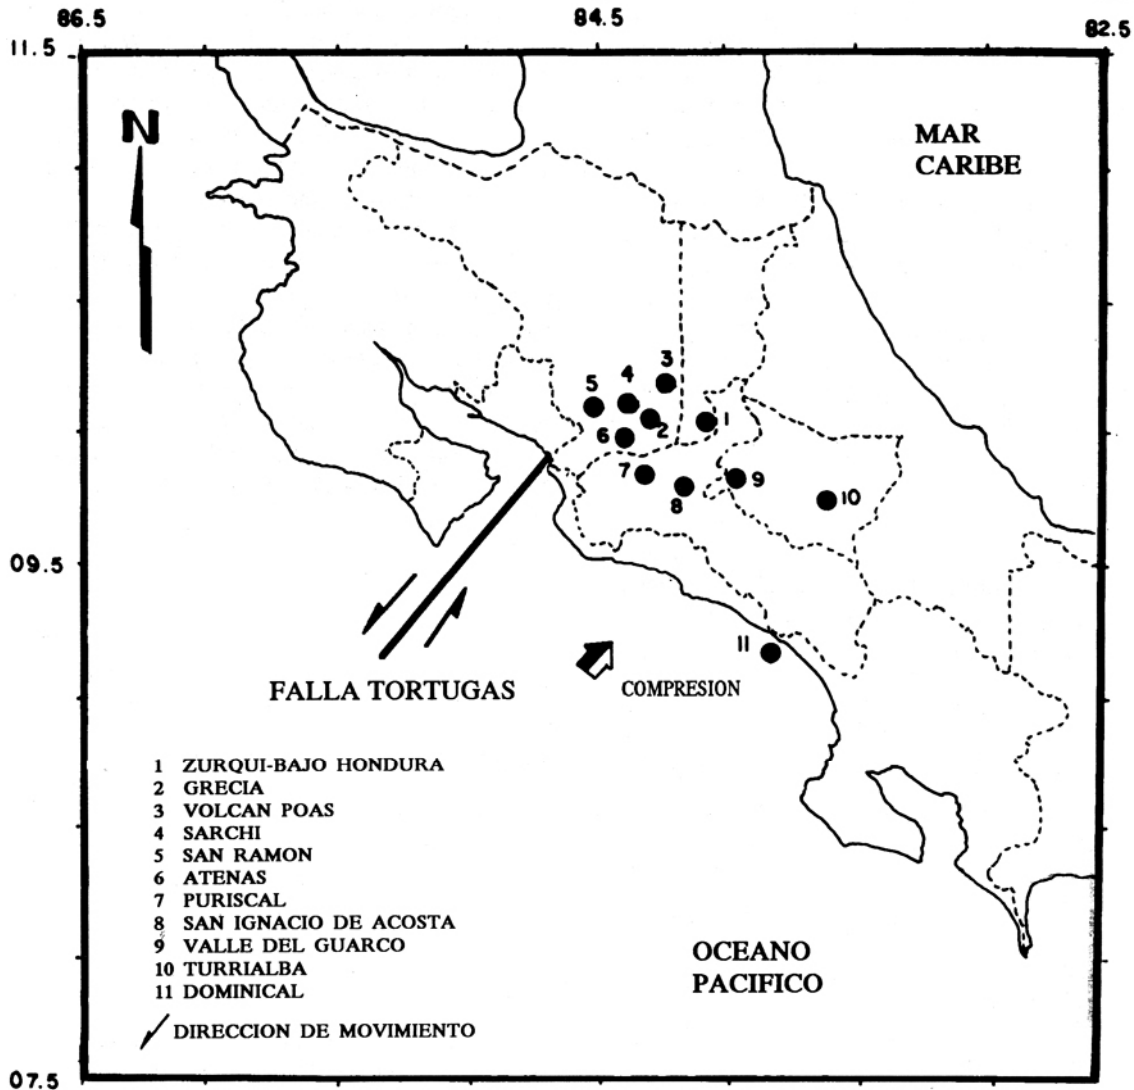 86.5
84.5
82.5
11.5
N
MAR
CARIBE
3
4
5
1
2
6
7
8
9
10
09.5
11
FALLA TORTUGAS
COMPRESION
1 ZURQUI-BAJO HONDURA
2 GRECIA
3 VOLCAN POAS
4 SARCHI
5 SAN RAMON
6 ATENAS
7 PURISCAL
8 SAN IGNACIO DE ACOSTA
9 VALLE DEL GUARCO
10 TURRIALBA
11 DOMINICAL
DIRECCION DE MOVIMIENTO
OCEANO
PACIFICO
07.5